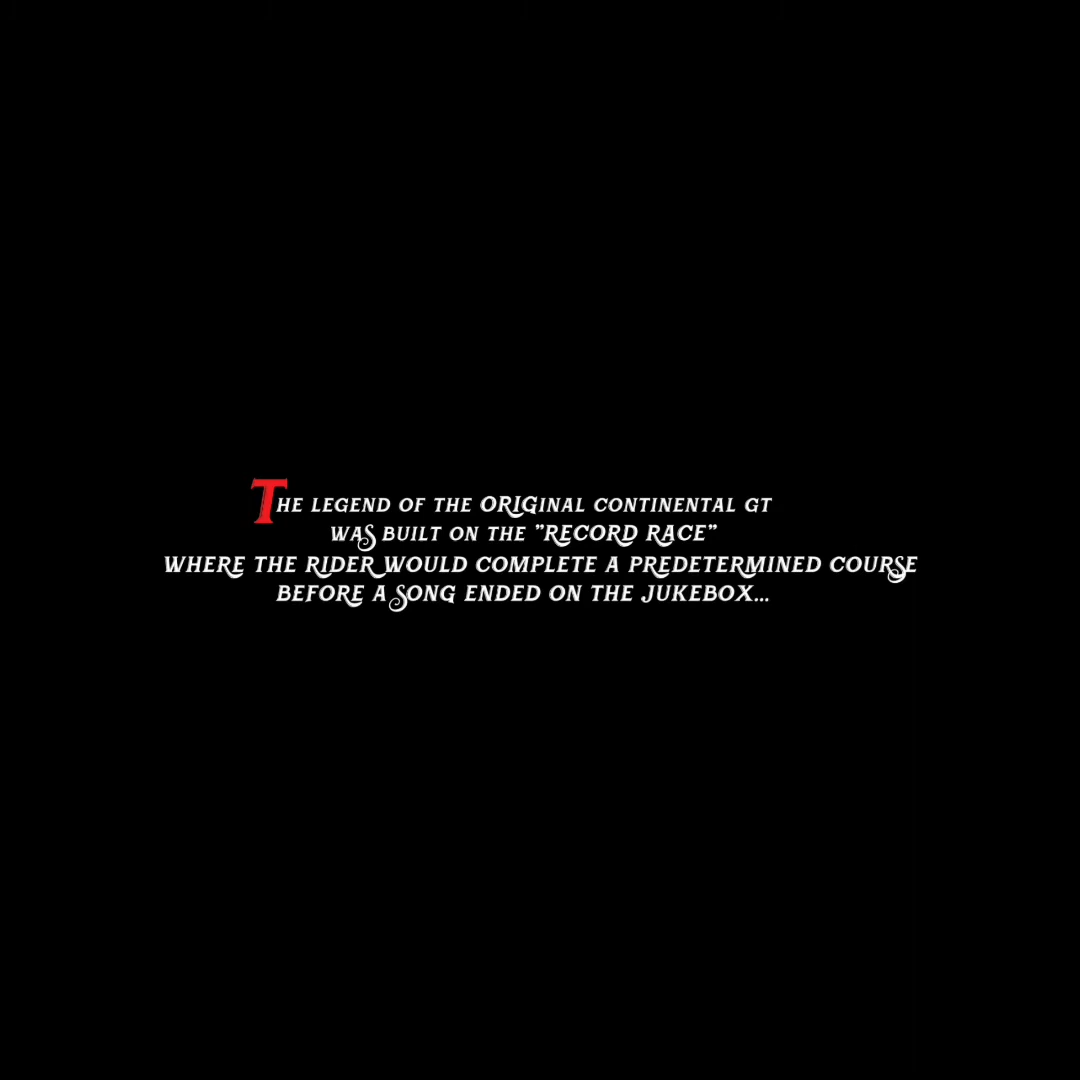 THE LEGEND OF THE ORIGINAL CONTINENTAL GT
WAS BUILT ON THE "RECORD RACE"
WHERE THE RIDER WOULD COMPLETE A PREDETERMINED COURSE
BEFORE A SONG ENDED ON THE JUKEBOX...